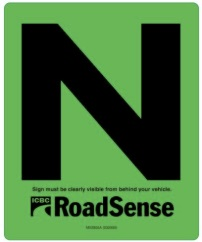 N
Sign must be clearly visible from behind your vehicle.
ICBC
RoadSense